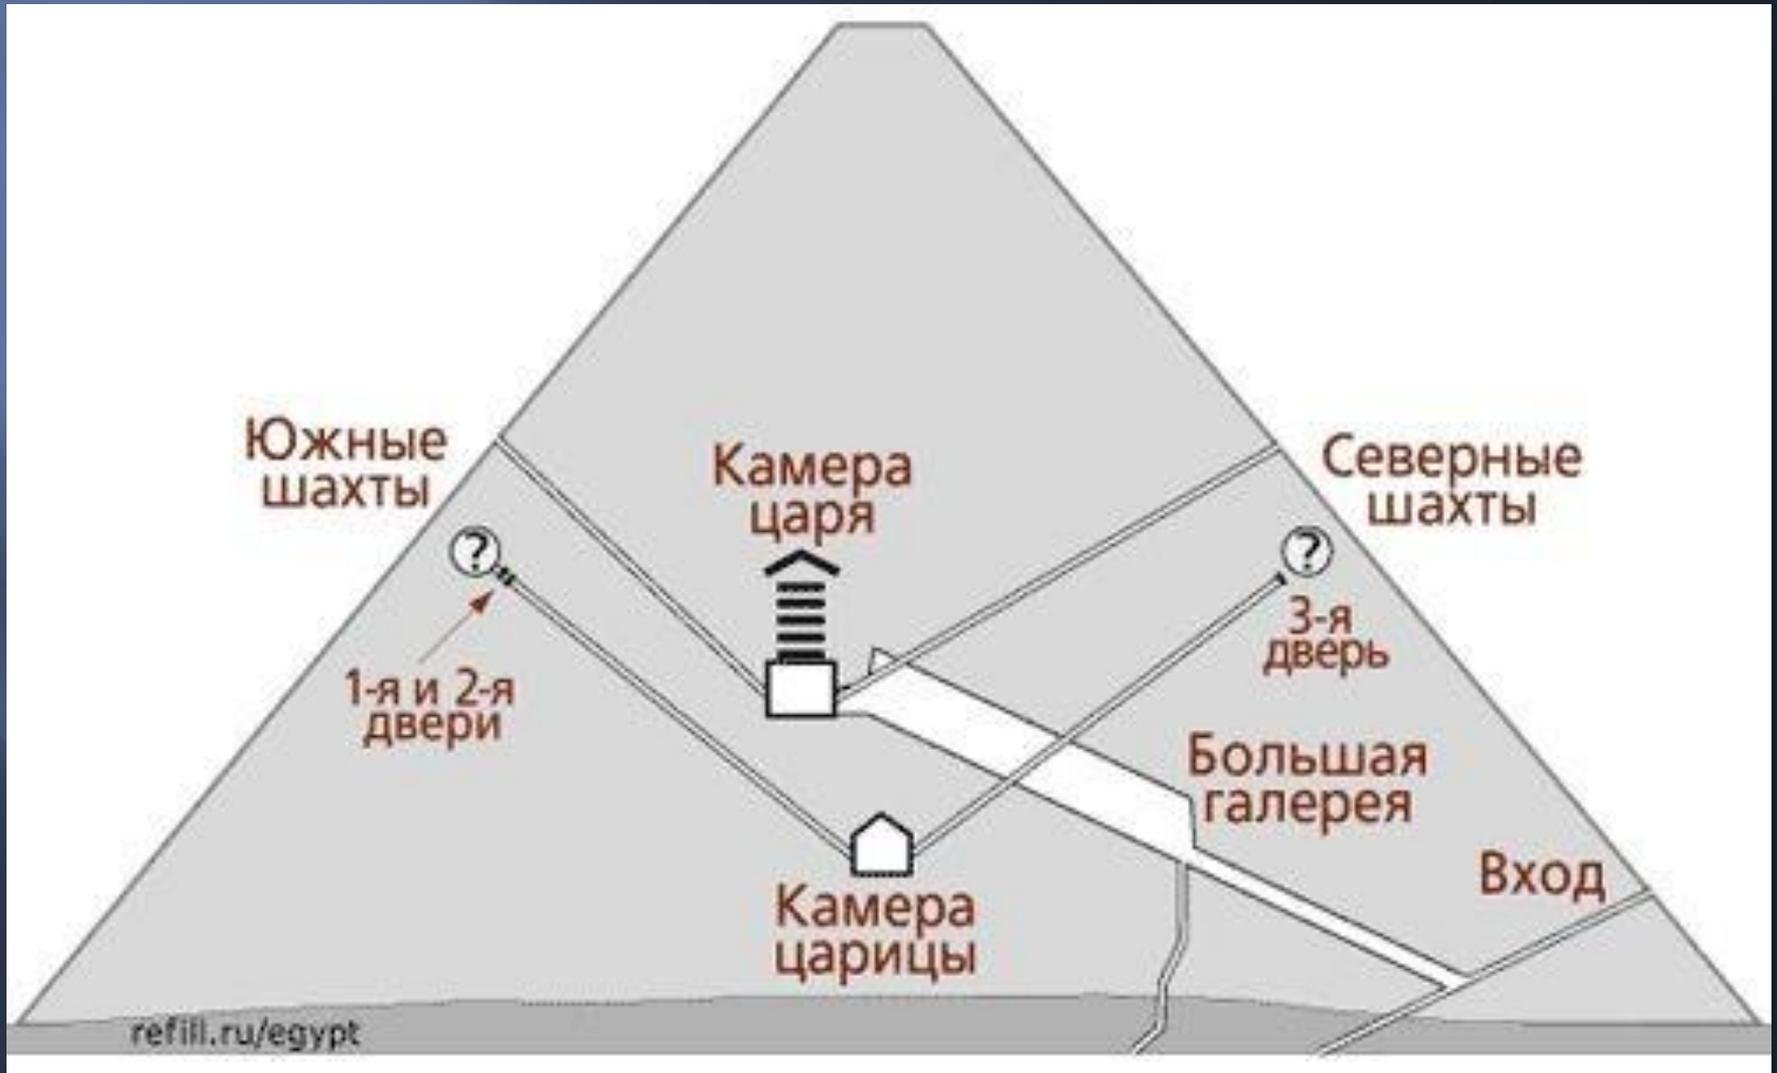 Южные
шахты
Камера
царя
Северные
шахты
?
?
3-я
дверь
1-я и 2-я
двери
Большая
галерея
Вход
Камера
царицы
refill.ru/egypt